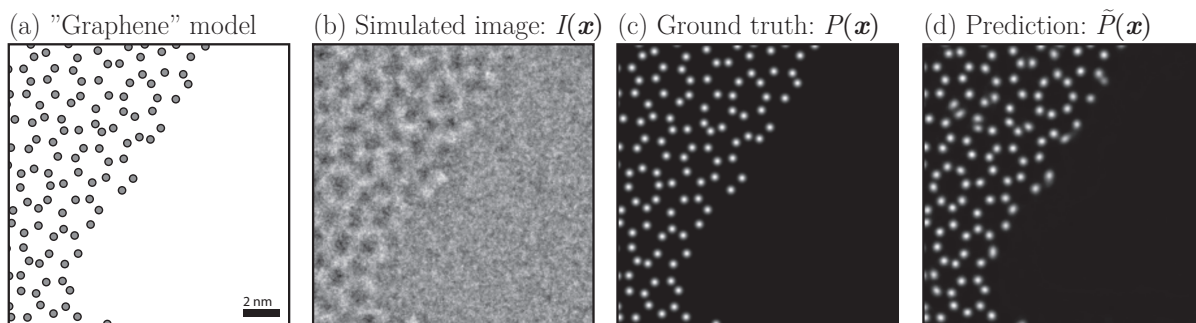 (a) "Graphene" model
(b) Simulated image: I(x)
(c) Ground truth: P(x)
(d) Prediction: P̃(x)
2 nm